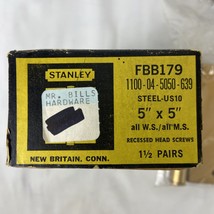 STANLEY
MR. BILLS
HARDWARE
NEW BRITAIN, CONN.
FBB179
1100-04-5050-639
STEEL-US10
5" x 5"
all W.S./all M.S.
RECESSED HEAD SCREWS
1½ PAIRS